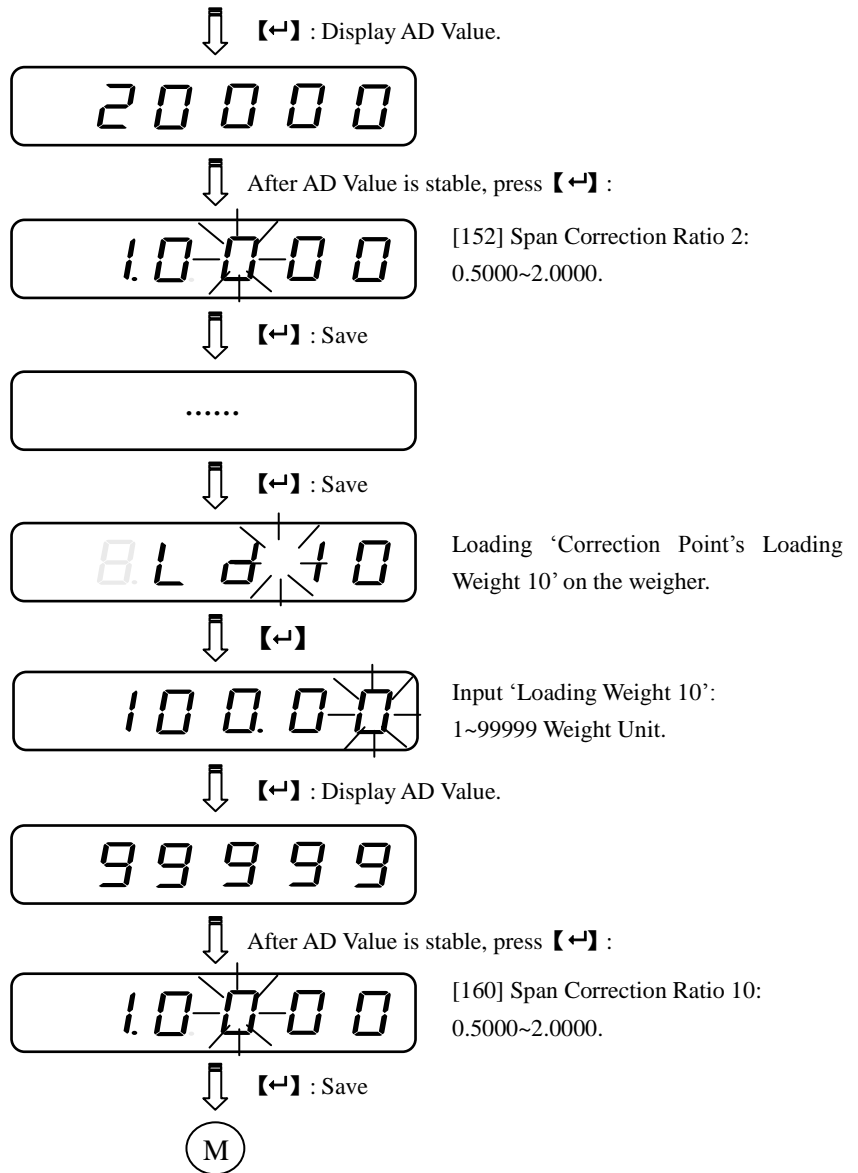 【↵】: Display AD Value.
20000
After AD Value is stable, press【↵】:
1.0000
[152] Span Correction Ratio 2:
0.5000~2.0000.
【↵】: Save
......
【↵】: Save
Ld 10
Loading ‘Correction Point's Loading
Weight 10’ on the weigher.
【↵】
100.00
Input ‘Loading Weight 10’:
1~99999 Weight Unit.
【↵】: Display AD Value.
99999
After AD Value is stable, press【↵】:
1.0000
[160] Span Correction Ratio 10:
0.5000~2.0000.
【↵】: Save
M